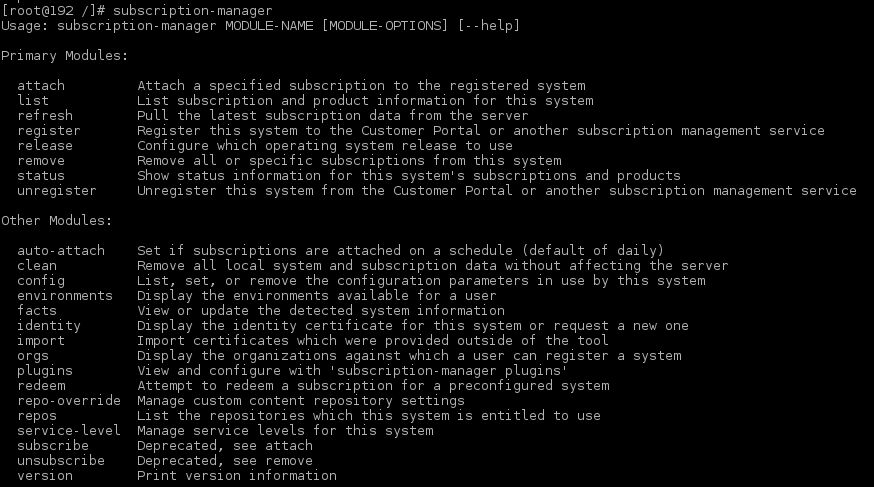 [root@192 /]# subscription-manager
Usage: subscription-manager MODULE-NAME [MODULE-OPTIONS] [--help]
Primary Modules:
attach Attach a specified subscription to the registered system
list List subscription and product information for this system
refresh Pull the latest subscription data from the server
register Register this system to the Customer Portal or another subscription management service
release Configure which operating system release to use
remove Remove all or specific subscriptions from this system
status Show status information for this system's subscriptions and products
unregister Unregister this system from the Customer Portal or another subscription management service
Other Modules:
auto-attach Set if subscriptions are attached on a schedule (default of daily)
clean Remove all local system and subscription data without affecting the server
config List, set, or remove the configuration parameters in use by this system
environments Display the environments available for a user
facts View or update the detected system information
identity Display the identity certificate for this system or request a new one
import Import certificates which were provided outside of the tool
orgs Display the organizations against which a user can register a system
plugins View and configure with 'subscription-manager plugins'
redeem Attempt to redeem a subscription for a preconfigured system
repo-override Manage custom content repository settings
repos List the repositories which this system is entitled to use
service-level Manage service levels for this system
subscribe Deprecated, see attach
unsubscribe Deprecated, see remove
version Print version information